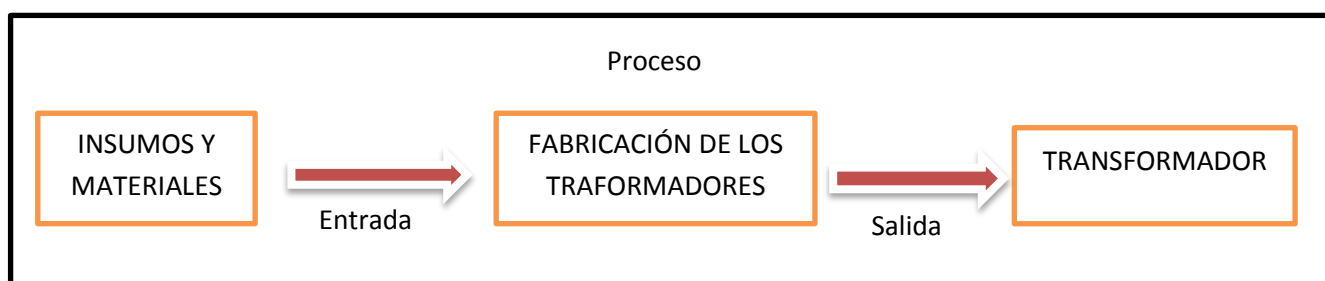 Proceso
INSUMOS Y
MATERIALES
Entrada
FABRICACIÓN DE LOS
TRAFORMADORES
Salida
TRANSFORMADOR